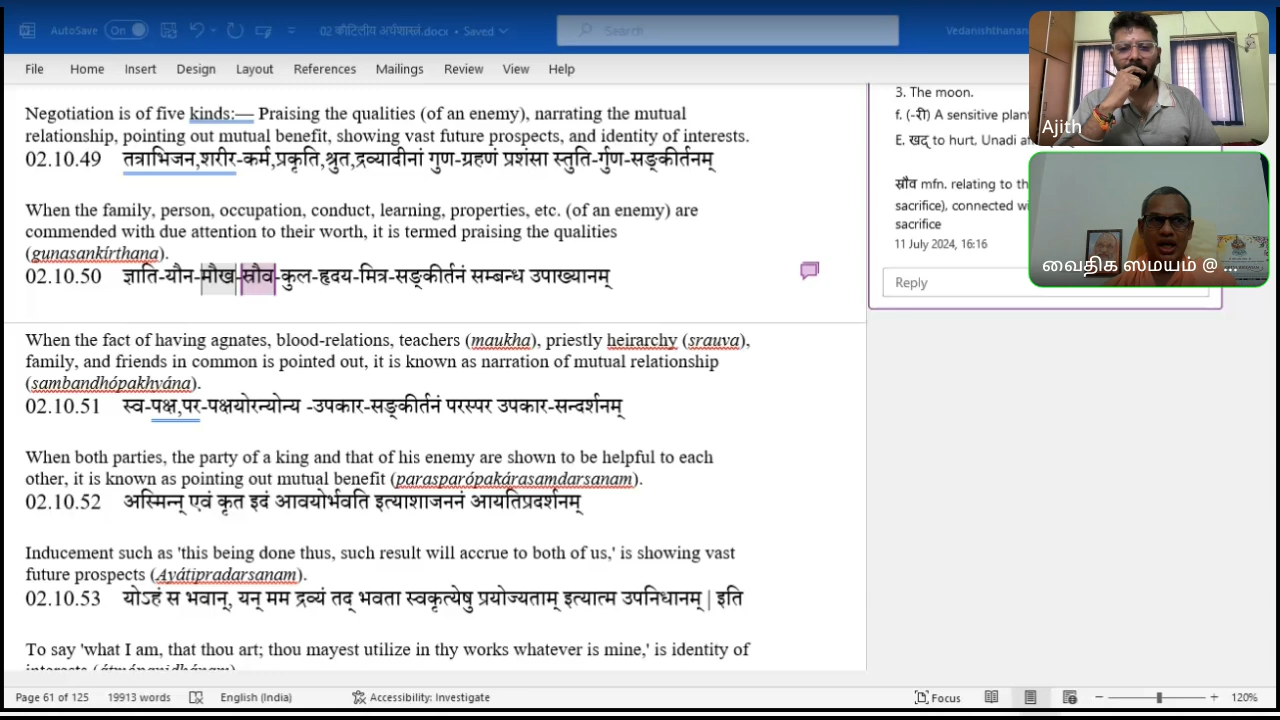 AutoSave On 02 कौटिलीय अर्थशास्त्रं.docx • Saved Search Vedanishthanan
File Home Insert Design Layout References Mailings Review View Help
Negotiation is of five kinds:— Praising the qualities (of an enemy), narrating the mutual
relationship, pointing out mutual benefit, showing vast future prospects, and identity of interests.
02.10.49 तत्राभिजन,शरीर-कर्म,प्रकृति,श्रुत,द्रव्यादीनां गुण-ग्रहणं प्रशंसा स्तुति-र्गुण-सङ्कीर्तनम्
When the family, person, occupation, conduct, learning, properties, etc. (of an enemy) are
commended with due attention to their worth, it is termed praising the qualities
(gunasankírthana).
02.10.50 ज्ञाति-यौन-मौख-स्रौव-कुल-हृदय-मित्र-सङ्कीर्तनं सम्बन्ध उपाख्यानम्
When the fact of having agnates, blood-relations, teachers (maukha), priestly heirarchy (srauva),
family, and friends in common is pointed out, it is known as narration of mutual relationship
(sambandhópakhyána).
02.10.51 स्व-पक्ष,पर-पक्षयोरन्योन्य -उपकार-सङ्कीर्तनं परस्पर उपकार-सन्दर्शनम्
When both parties, the party of a king and that of his enemy are shown to be helpful to each
other, it is known as pointing out mutual benefit (parasparópakárasamdarsanam).
02.10.52 अस्मिन्न् एवं कृत इदं आवयोर्भवति इत्याशाजननं आयतिप्रदर्शनम्
Inducement such as 'this being done thus, such result will accrue to both of us,' is showing vast
future prospects (Ayátipradarsanam).
02.10.53 योऽहं स भवान्, यन् मम द्रव्यं तद् भवता स्वकृत्येषु प्रयोज्यताम् इत्यात्म उपनिधानम् | इति
To say 'what I am, that thou art; thou mayest utilize in thy works whatever is mine,' is identity of
interests (átmópanidhánam).
3. The moon.
f. (-री) A sensitive plan
E. खद् to hurt, Unadi
स्रौव mfn. relating to th
sacrifice), connected wi
sacrifice
11 July 2024, 16:16
Reply
Ajith
வைதிக ஸமயம் @ ...
Page 61 of 125 19913 words English (India) Accessibility: Investigate Focus 120%